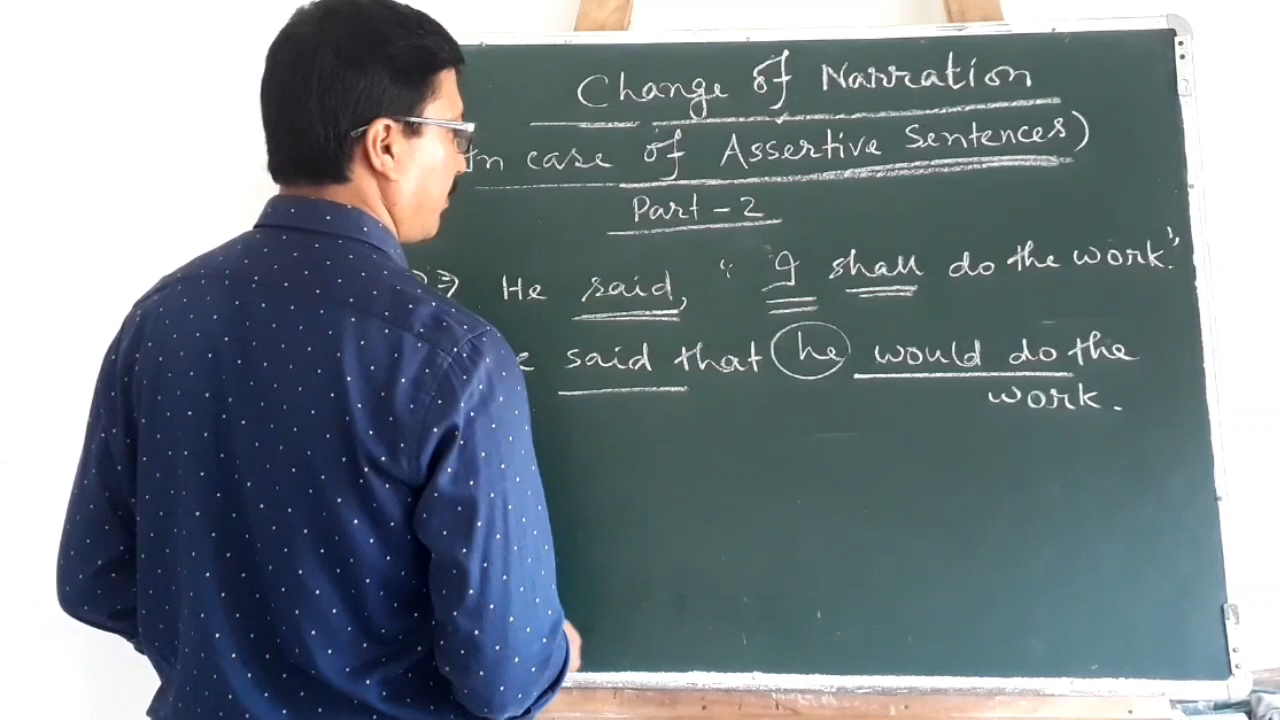 Change of Narration
In case of Assertive Sentences)
Part - 2
⇒ He said, " I shall do the work."
said that he would do the
work.